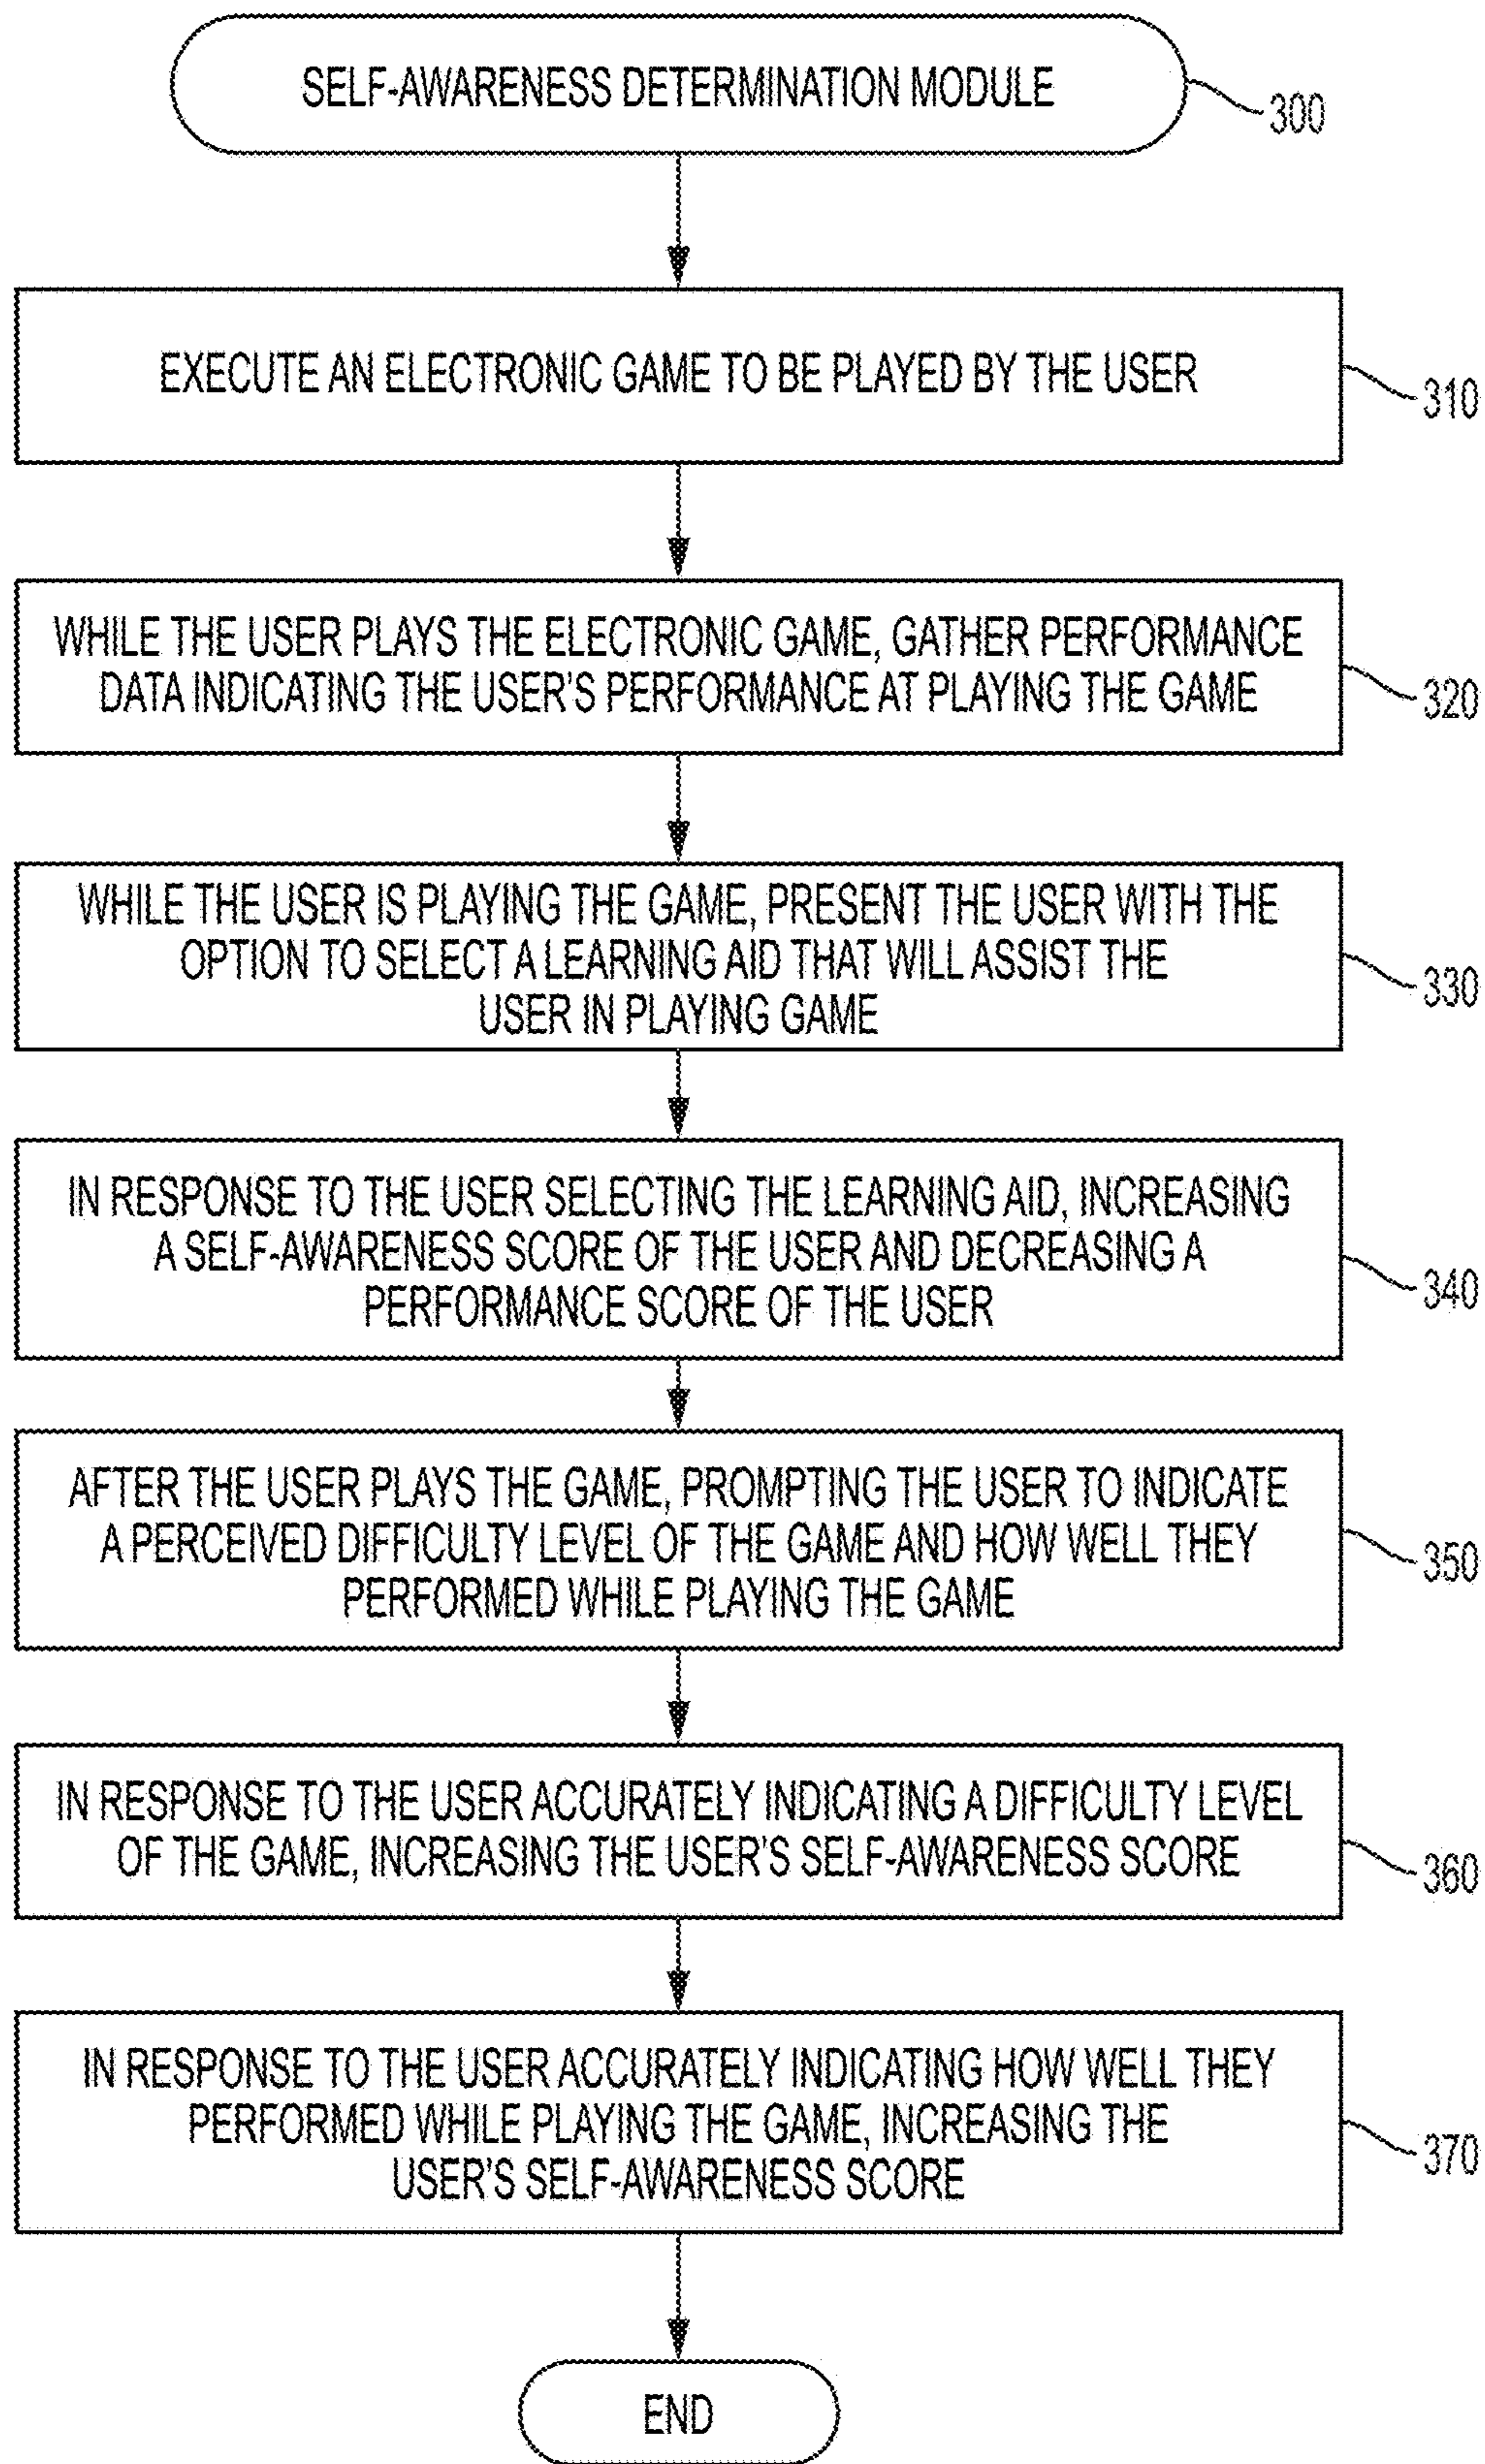 SELF-AWARENESS DETERMINATION MODULE
300
EXECUTE AN ELECTRONIC GAME TO BE PLAYED BY THE USER
310
WHILE THE USER PLAYS THE ELECTRONIC GAME, GATHER PERFORMANCE
DATA INDICATING THE USER'S PERFORMANCE AT PLAYING THE GAME
320
WHILE THE USER IS PLAYING THE GAME, PRESENT THE USER WITH THE
OPTION TO SELECT A LEARNING AID THAT WILL ASSIST THE
USER IN PLAYING GAME
330
IN RESPONSE TO THE USER SELECTING THE LEARNING AID, INCREASING
A SELF-AWARENESS SCORE OF THE USER AND DECREASING A
PERFORMANCE SCORE OF THE USER
340
AFTER THE USER PLAYS THE GAME, PROMPTING THE USER TO INDICATE
A PERCEIVED DIFFICULTY LEVEL OF THE GAME AND HOW WELL THEY
PERFORMED WHILE PLAYING THE GAME
350
IN RESPONSE TO THE USER ACCURATELY INDICATING A DIFFICULTY LEVEL
OF THE GAME, INCREASING THE USER'S SELF-AWARENESS SCORE
360
IN RESPONSE TO THE USER ACCURATELY INDICATING HOW WELL THEY
PERFORMED WHILE PLAYING THE GAME, INCREASING THE
USER'S SELF-AWARENESS SCORE
370
END